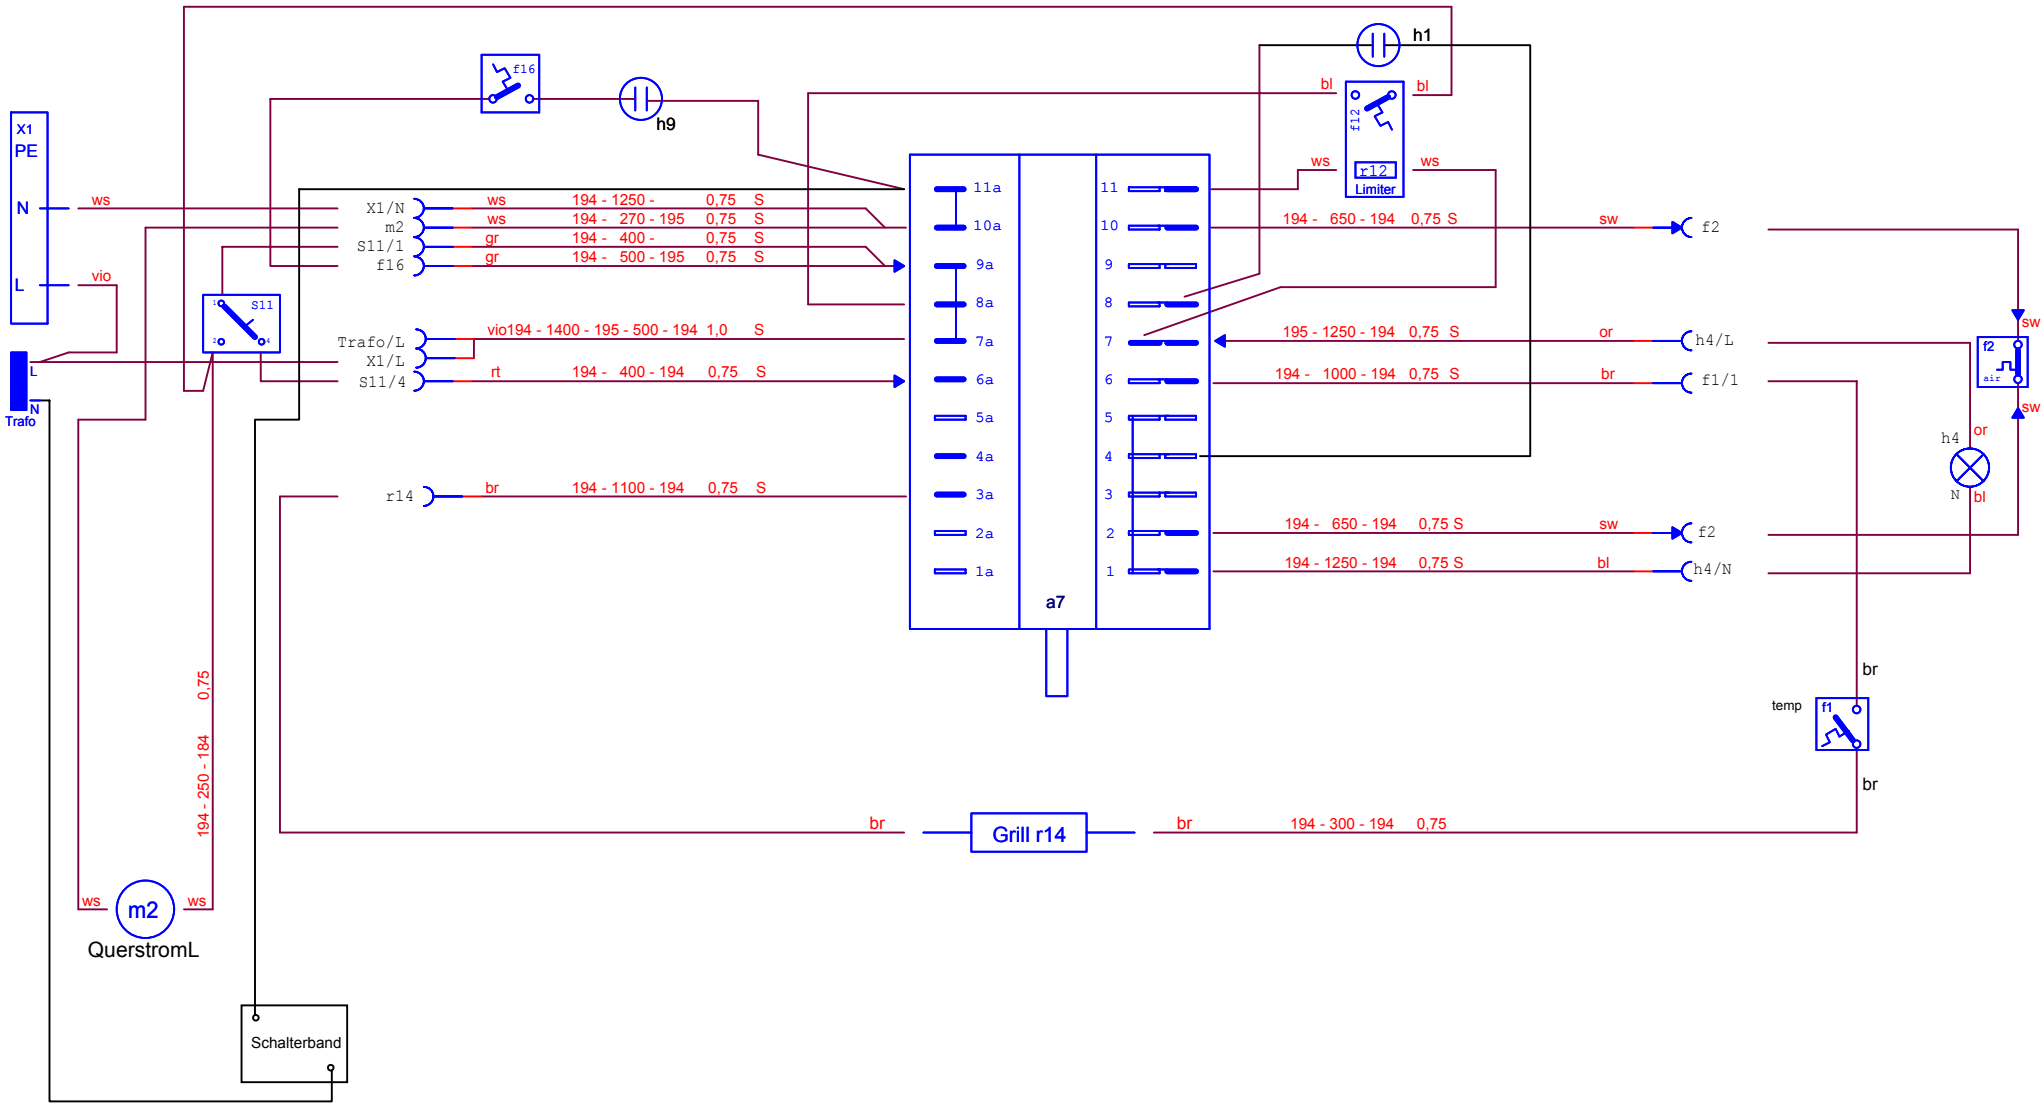 h1
f16
h9
bl
bl
f12
r12
Limiter
ws
ws
X1
PE
N
ws
L
vio
L
N
Trafo
X1/N
ws 194 - 1250 - 0,75 S
m2
ws 194 - 270 - 195 0,75 S
S11/1
gr 194 - 400 - 0,75 S
f16
gr 194 - 500 - 195 0,75 S
S11
1
2
4
Trafo/L
vio194 - 1400 - 195 - 500 - 194 1,0 S
X1/L
S11/4
rt 194 - 400 - 194 0,75 S
r14
br 194 - 1100 - 194 0,75 S
11a 11
10a 10
9a 9
8a 8
7a 7
6a 6
5a 5
4a 4
3a 3
2a 2
1a 1
a7
194 - 650 - 194 0,75 S sw f2
195 - 1250 - 194 0,75 S or h4/L
194 - 1000 - 194 0,75 S br f1/1
194 - 650 - 194 0,75 S sw f2
194 - 1250 - 194 0,75 S bl h4/N
sw
f2
air
sw
or
h4
N
bl
br
temp
f1
br
br
Grill r14
br
194 - 300 - 194 0,75
194 - 250 - 184 0,75
ws
m2
ws
QuerstromL
Schalterband